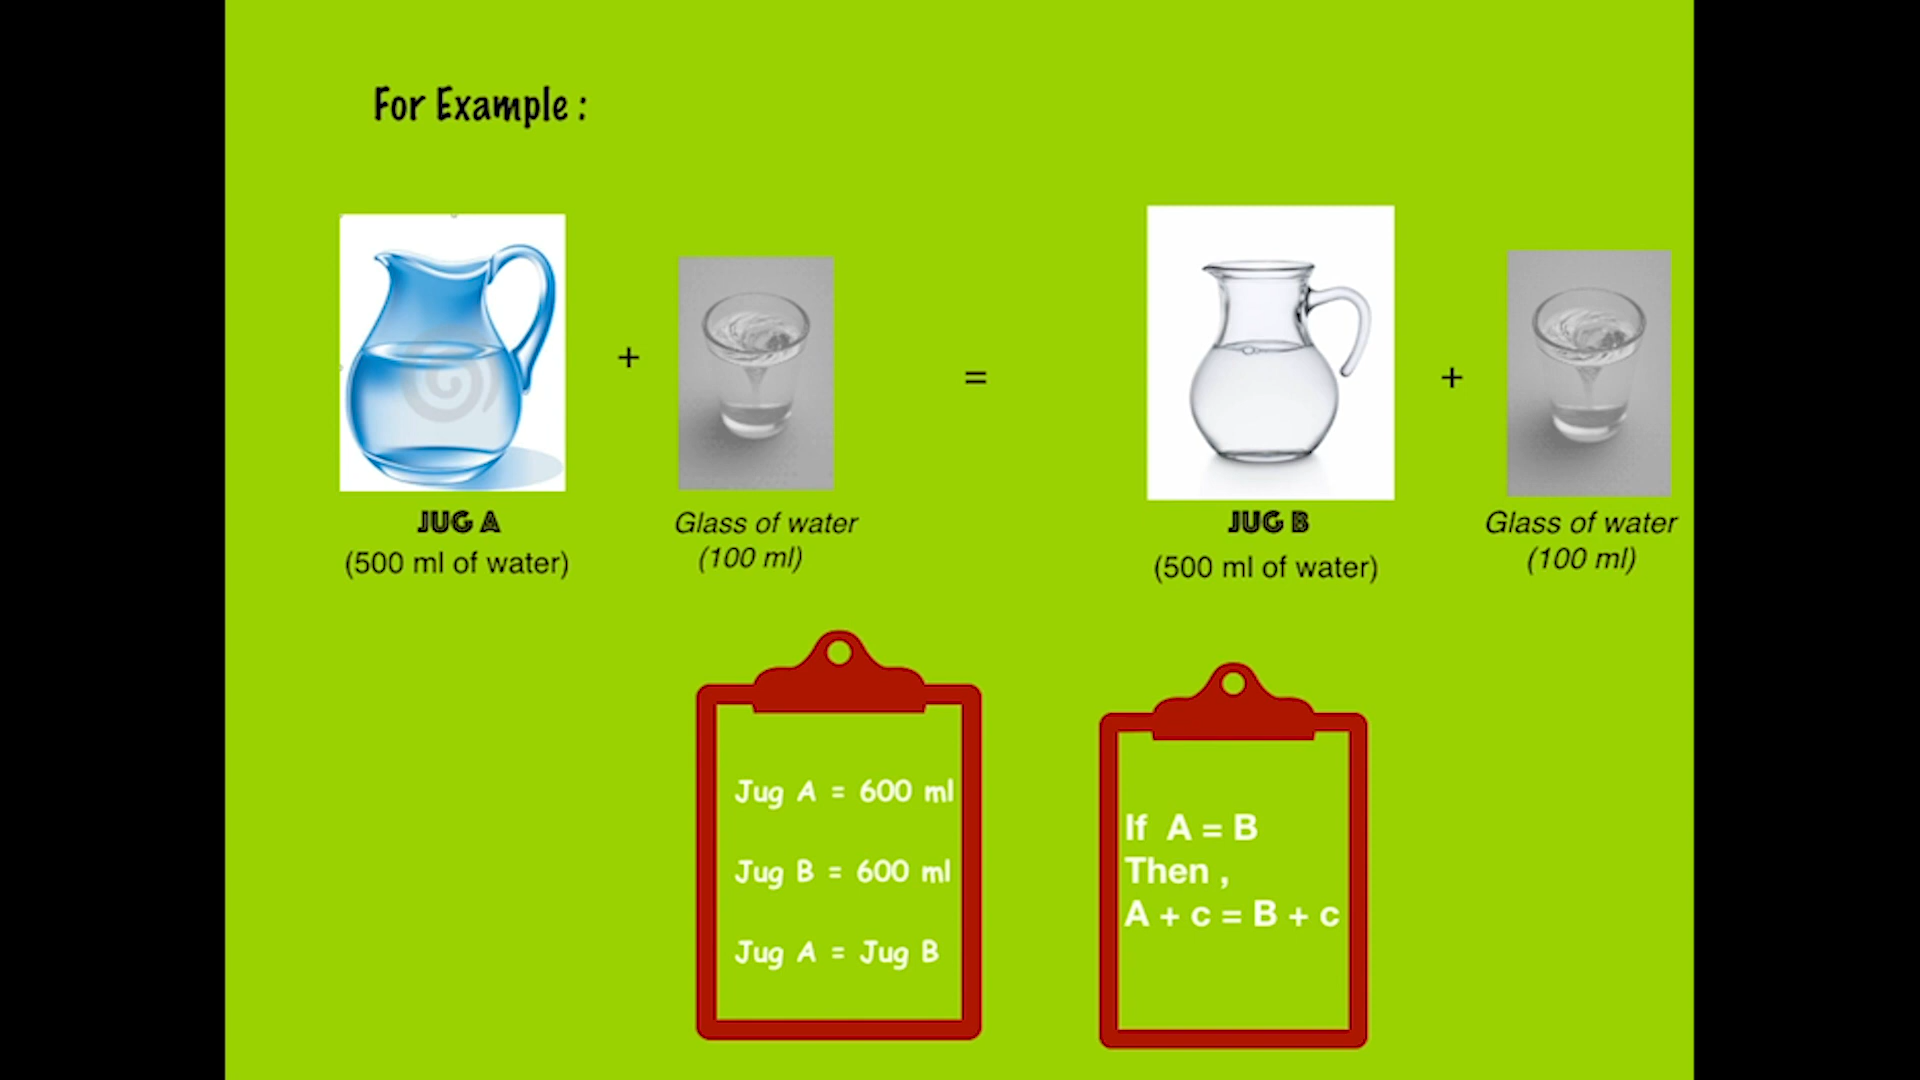 For Example :
+
=
+
JUG A
(500 ml of water)
Glass of water
(100 ml)
JUG B
(500 ml of water)
Glass of water
(100 ml)
Jug A = 600 ml
Jug B = 600 ml
Jug A = Jug B
If A = B
Then ,
A + c = B + c